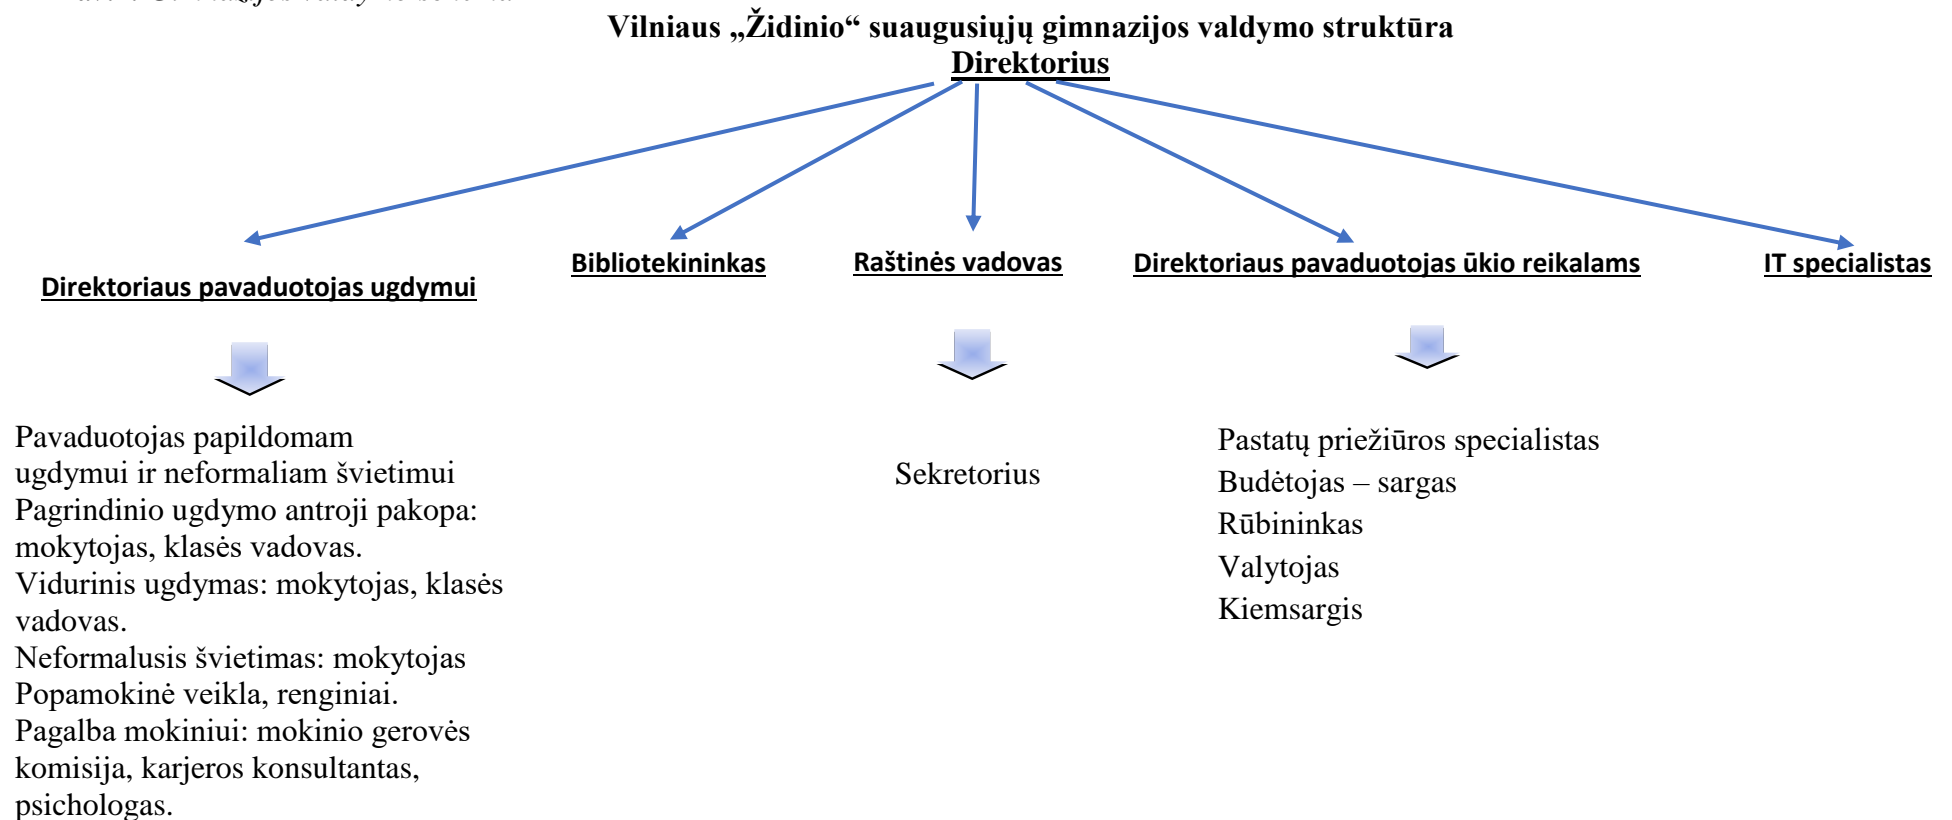 Vilniaus „Židinio“ suaugusiųjų gimnazijos valdymo struktūra
Direktorius
Direktoriaus pavaduotojas ugdymui
Bibliotekininkas
Raštinės vadovas
Direktoriaus pavaduotojas ūkio reikalams
IT specialistas
Pavaduotojas papildomam
ugdymui ir neformaliam švietimui
Pagrindinio ugdymo antroji pakopa:
mokytojas, klasės vadovas.
Vidurinis ugdymas: mokytojas, klasės
vadovas.
Neformalusis švietimas: mokytojas
Popamokinė veikla, renginiai.
Pagalba mokiniui: mokinio gerovės
komisija, karjeros konsultantas,
psichologas.
Sekretorius
Pastatų priežiūros specialistas
Budėtojas – sargas
Rūbininkas
Valytojas
Kiemsargis